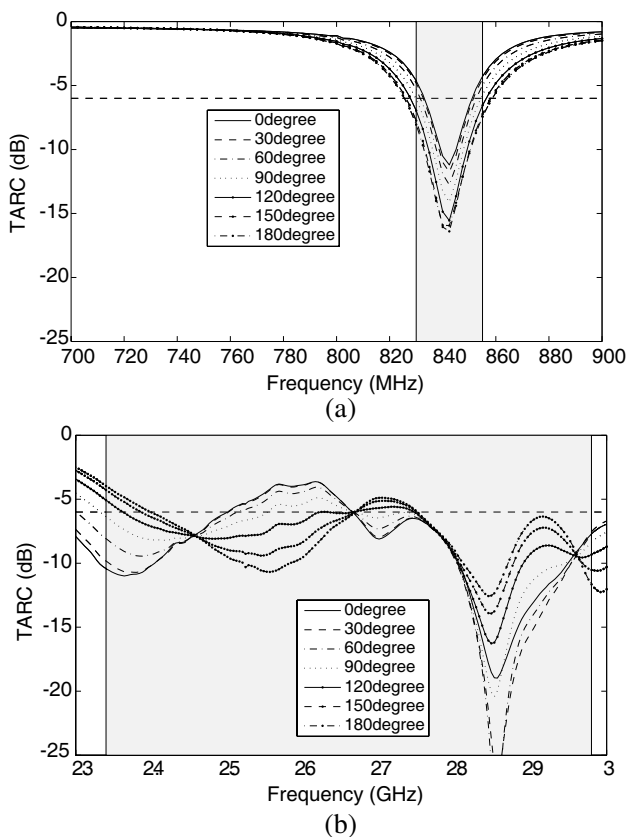 0
-5
-10
-15
-20
-25
TARC (dB)
0degree
30degree
60degree
90degree
120degree
150degree
180degree
700 720 740 760 780 800 820 840 860 880 900
Frequency (MHz)
(a)
0
-5
-10
-15
-20
-25
TARC (dB)
0degree
30degree
60degree
90degree
120degree
150degree
180degree
23 24 25 26 27 28 29 3
Frequency (GHz)
(b)